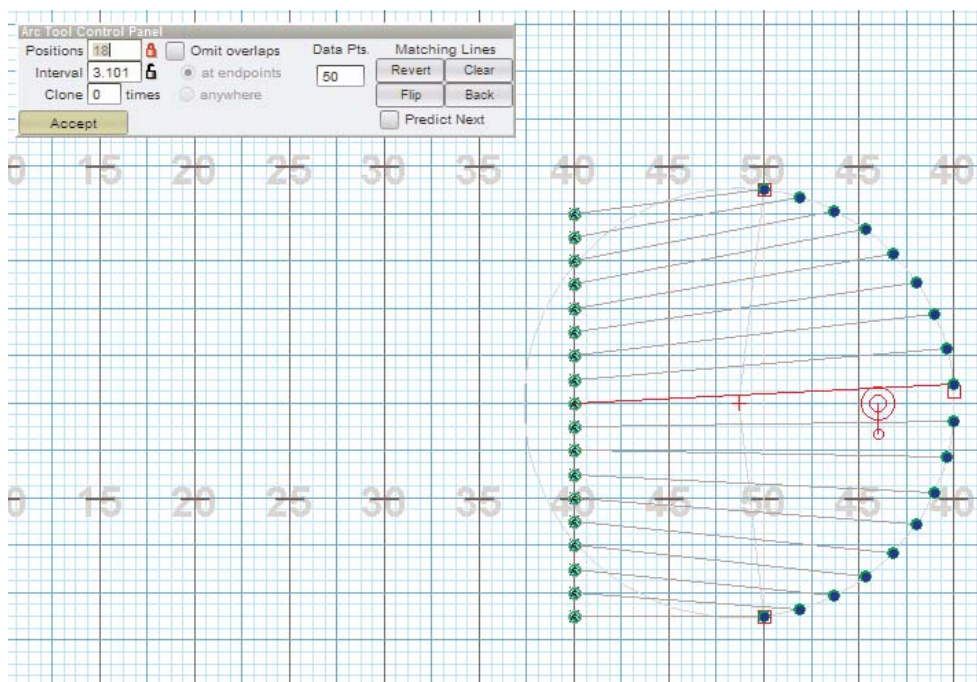 Arc Tool Control Panel
Positions 18 Omit overlaps Data Pts. Matching Lines
Interval 3.101 at endpoints 50 Revert Clear
Clone 0 times anywhere Flip Back
Accept Predict Next
0 15 20 25 30 35 40 45 50 45 40
0 15 20 25 30 35 40 45 50 45 40